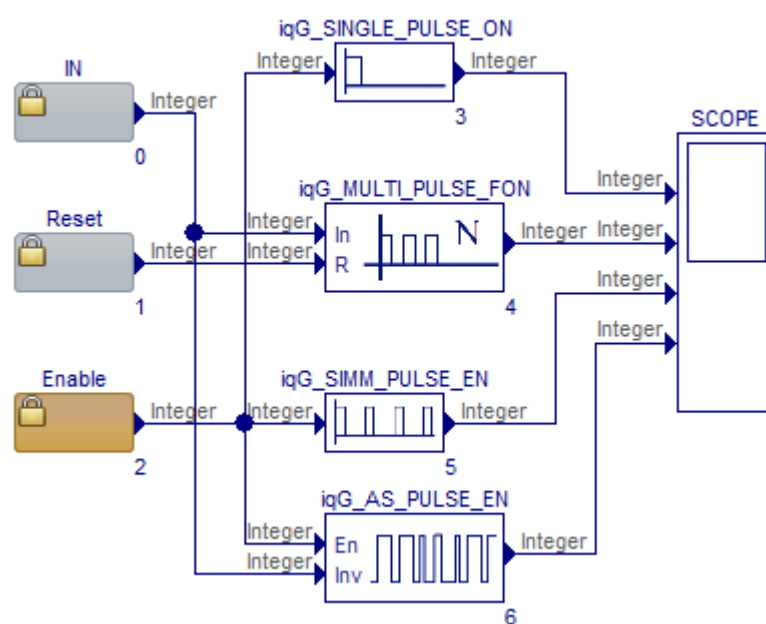 iqG_SINGLE_PULSE_ON
IN
Integer
Integer
Integer
3
SCOPE
0
iqG_MULTI_PULSE_FON
Integer
Reset
Integer
In
N
Integer
Integer
Integer
Integer
R
1
4
Integer
Enable
iqG_SIMM_PULSE_EN
Integer
Integer
Integer
Integer
2
5
iqG_AS_PULSE_EN
Integer
En
Integer
Integer
Inv
6